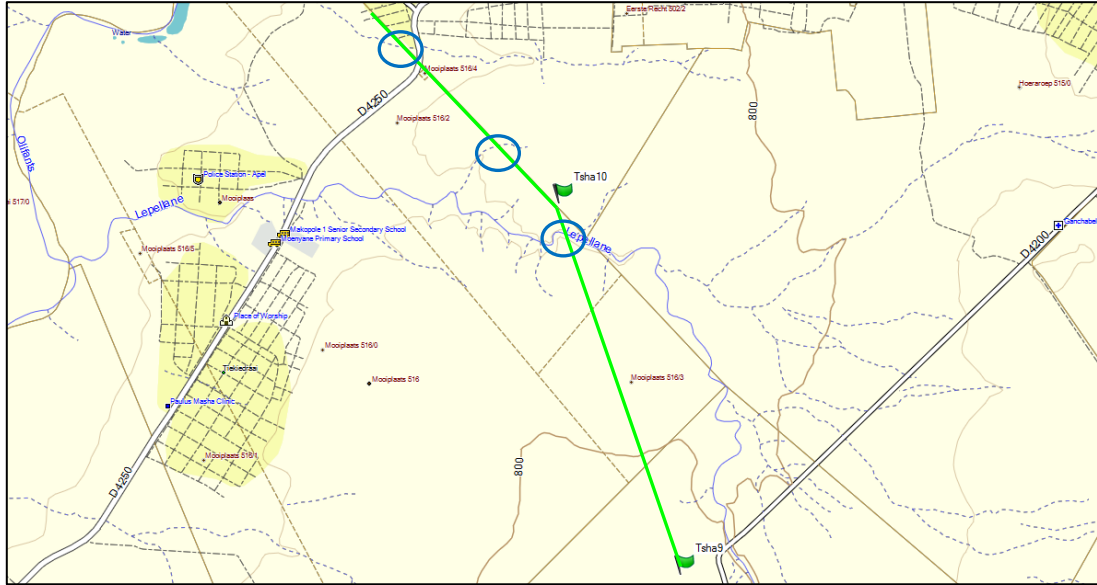 Eerste Recht 502/2
Water
Mooiplaats 516/4
Hoeraroep 515/0
D4250
800
Mooiplaats 516/2
Olifants
Police Station - Apel
Tsha10
Mooiplaas
517/0
Lepellane
Ganchabel
Makopole 1 Senior Secondary School
Moenyane Primary School
Lepellane
D4200
Mooiplaats 516/5
Place of Worship
Mooiplaats 516/0
Tlekiedraai
Mooiplaats 516
Mooiplaats 516/3
Paulus Masha Clinic
Mooiplaats 516/1
800
D4250
Tsha9